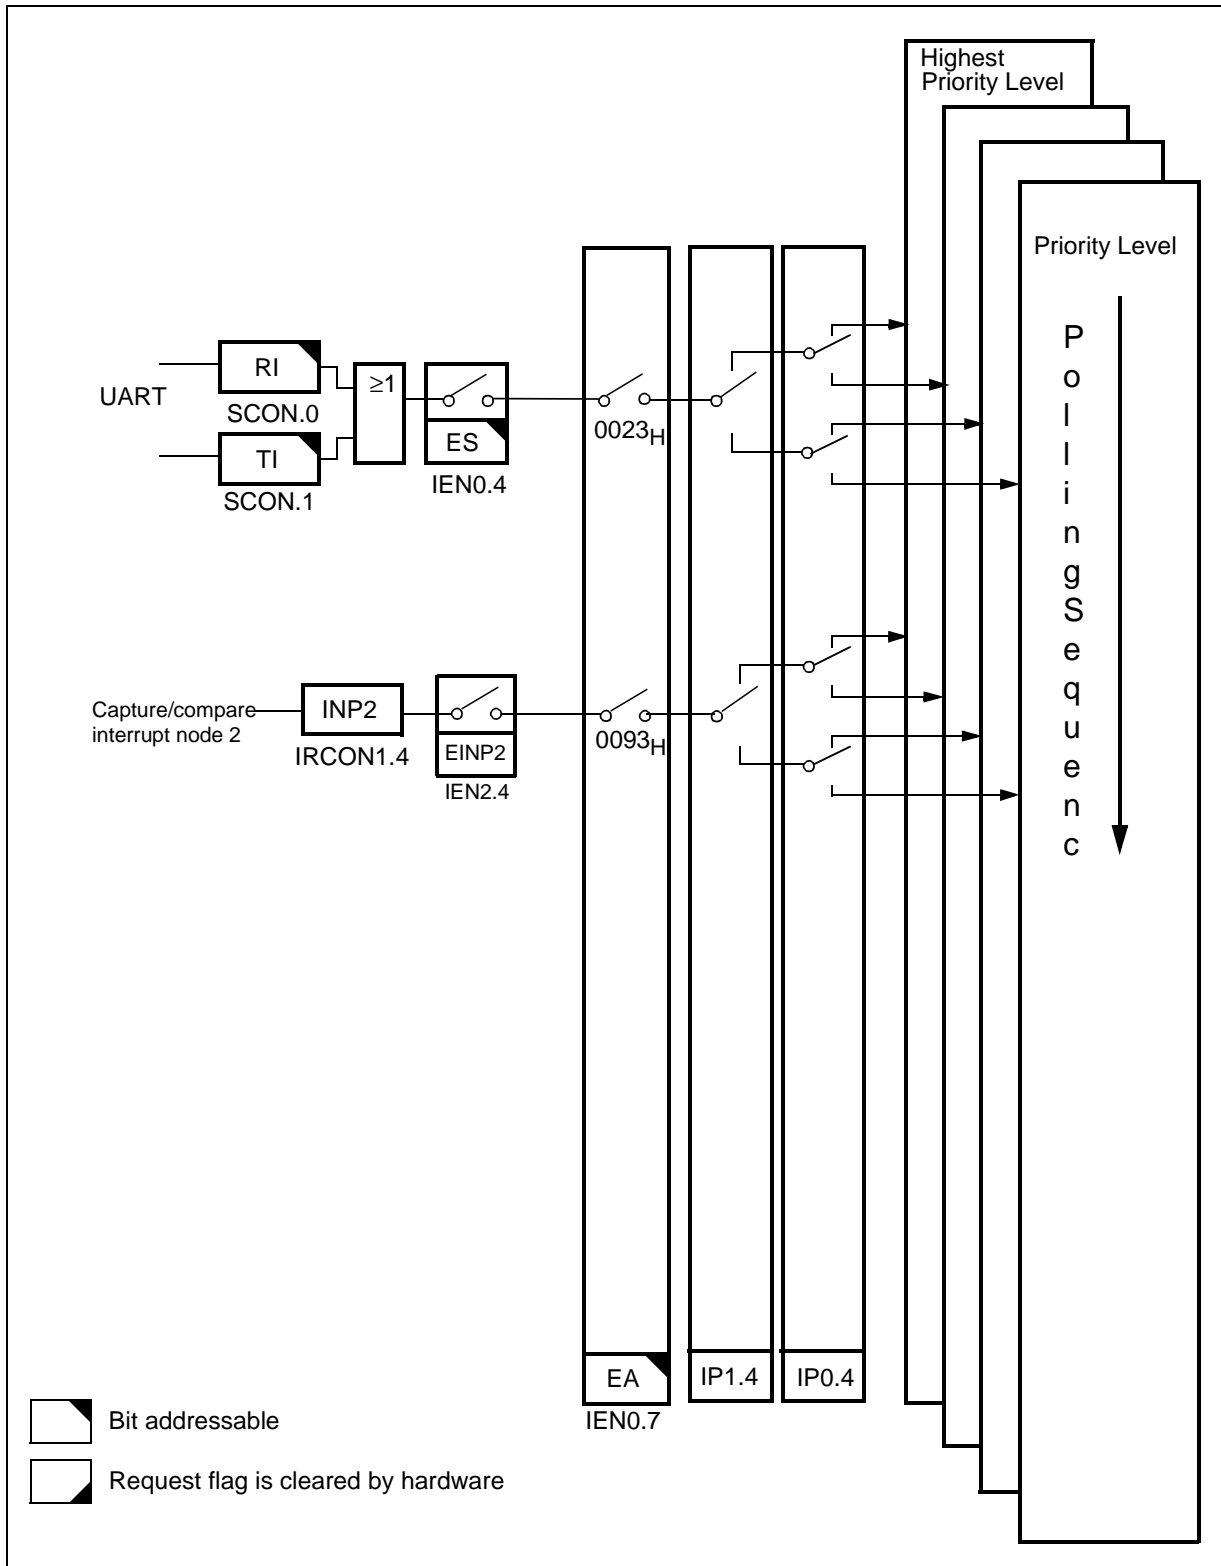 Highest
Priority Level
Priority Level
P
o
l
l
i
n
g
S
e
q
u
e
n
c
UART
RI
SCON.0
TI
SCON.1
≥1
ES
IEN0.4
0023H
Capture/compare
interrupt node 2
INP2
IRCON1.4
EINP2
IEN2.4
0093H
EA
IEN0.7
IP1.4
IP0.4
Bit addressable
Request flag is cleared by hardware